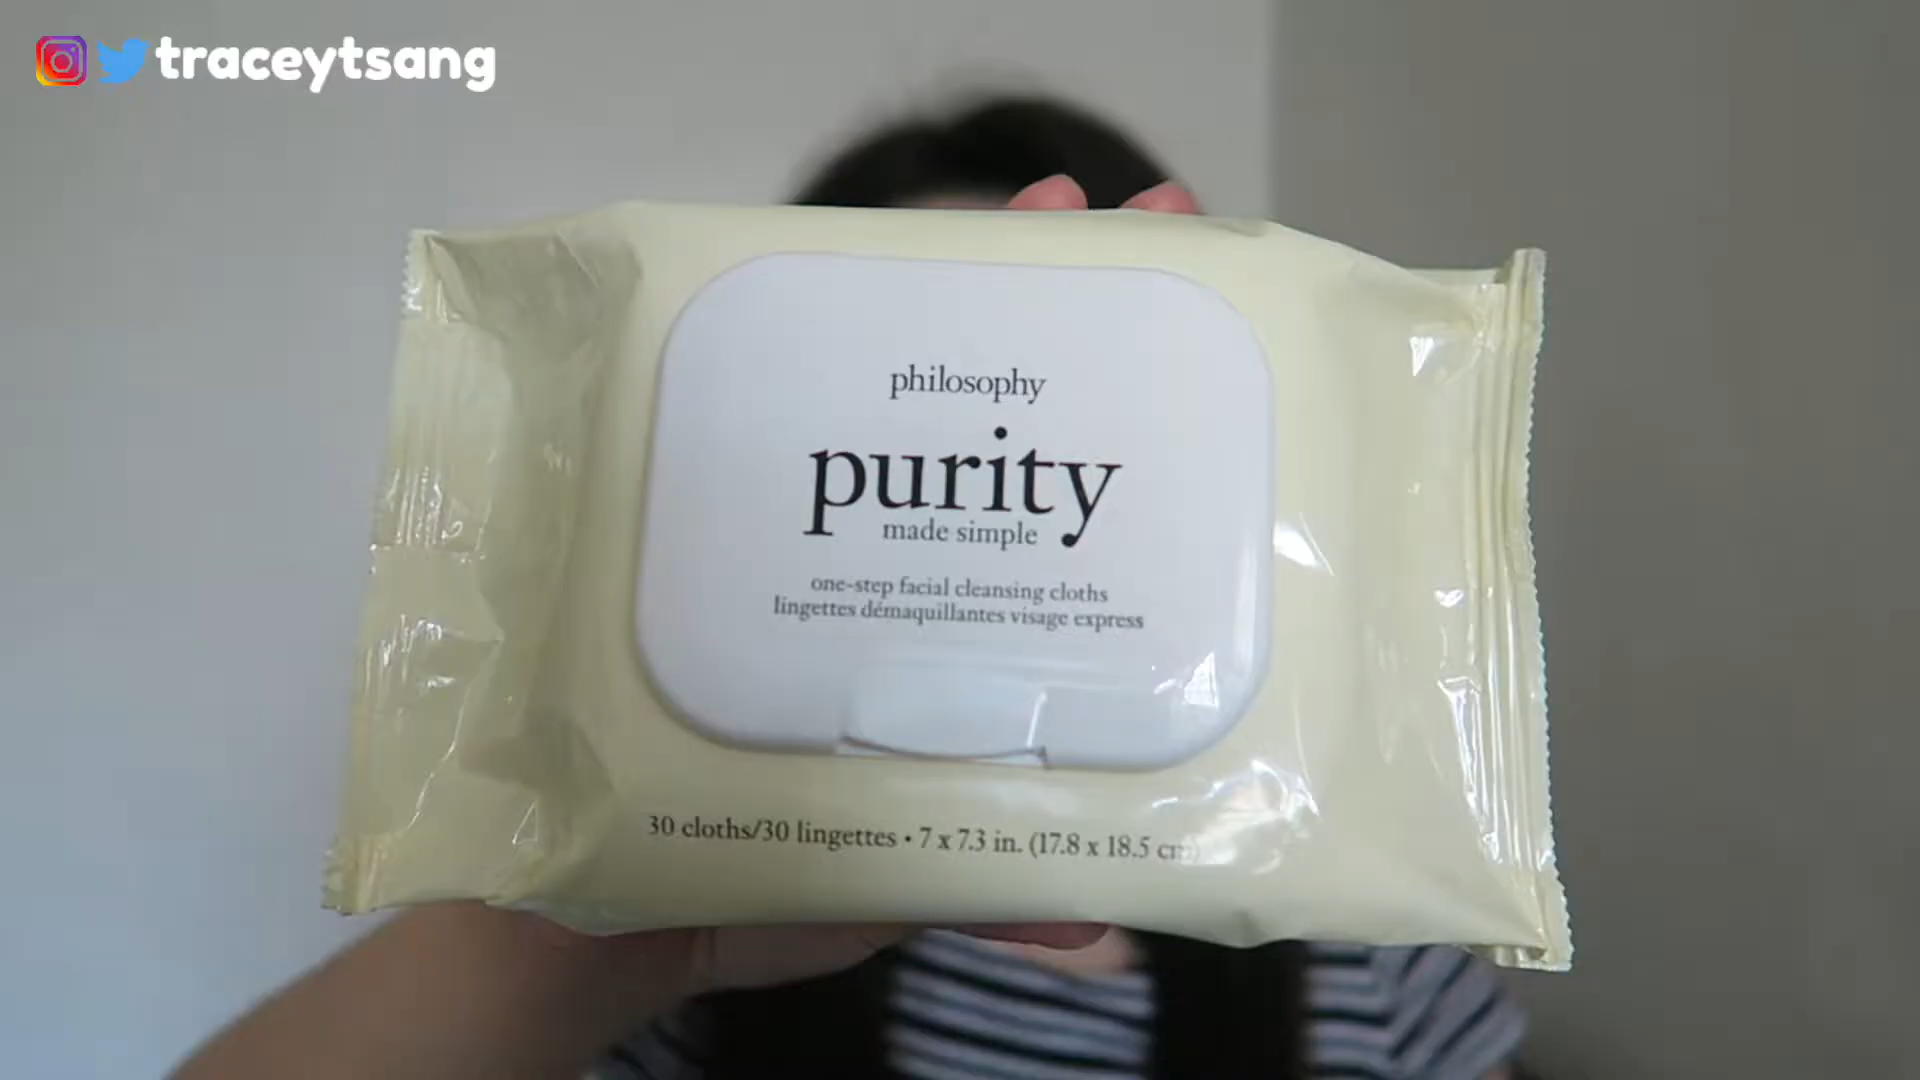 traceytsang
philosophy
purity
made simple
one-step facial cleansing cloths
lingettes démaquillantes visage express
30 cloths/30 lingettes • 7 x 7.3 in. (17.8 x 18.5 cm)